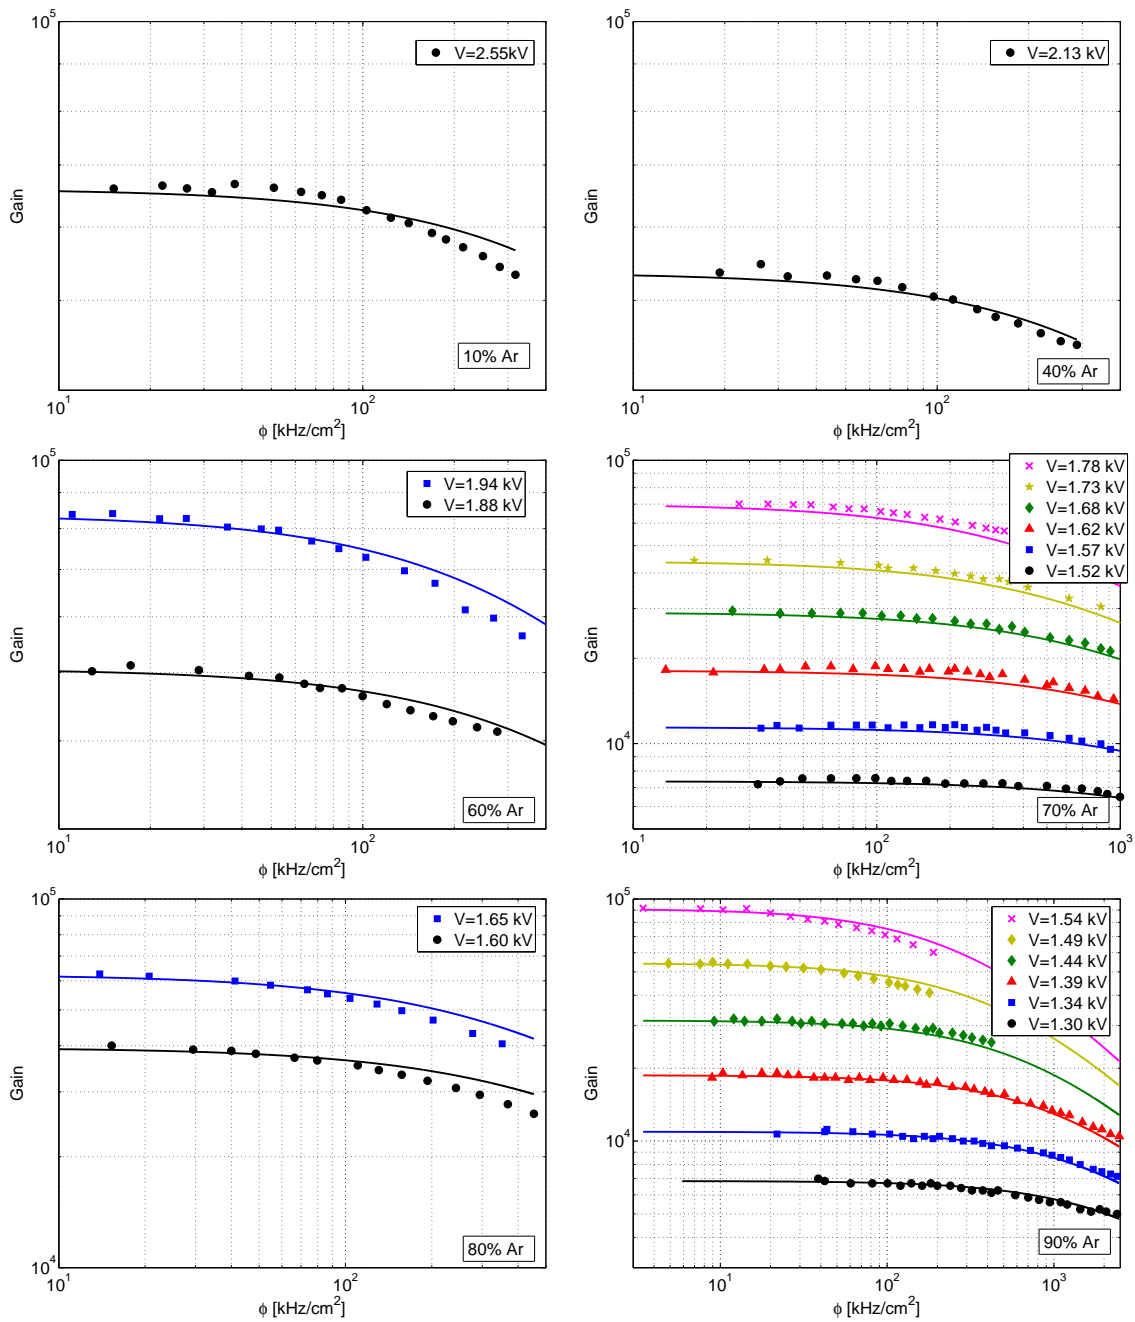 10^5
V=2.55kV
Gain
10% Ar
10^1
10^2
ϕ [kHz/cm^2]
V=2.13 kV
Gain
40% Ar
10^1
10^2
ϕ [kHz/cm^2]
10^5
V=1.94 kV
V=1.88 kV
Gain
60% Ar
10^1
10^2
ϕ [kHz/cm^2]
10^5
V=1.78 kV
V=1.73 kV
V=1.68 kV
V=1.62 kV
V=1.57 kV
V=1.52 kV
Gain
10^4
70% Ar
10^1
10^2
10^3
ϕ [kHz/cm^2]
10^5
V=1.65 kV
V=1.60 kV
Gain
80% Ar
10^4
10^1
10^2
ϕ [kHz/cm^2]
10^5
V=1.54 kV
V=1.49 kV
V=1.44 kV
V=1.39 kV
V=1.34 kV
V=1.30 kV
Gain
10^4
90% Ar
10^1
10^2
10^3
ϕ [kHz/cm^2]
10^5